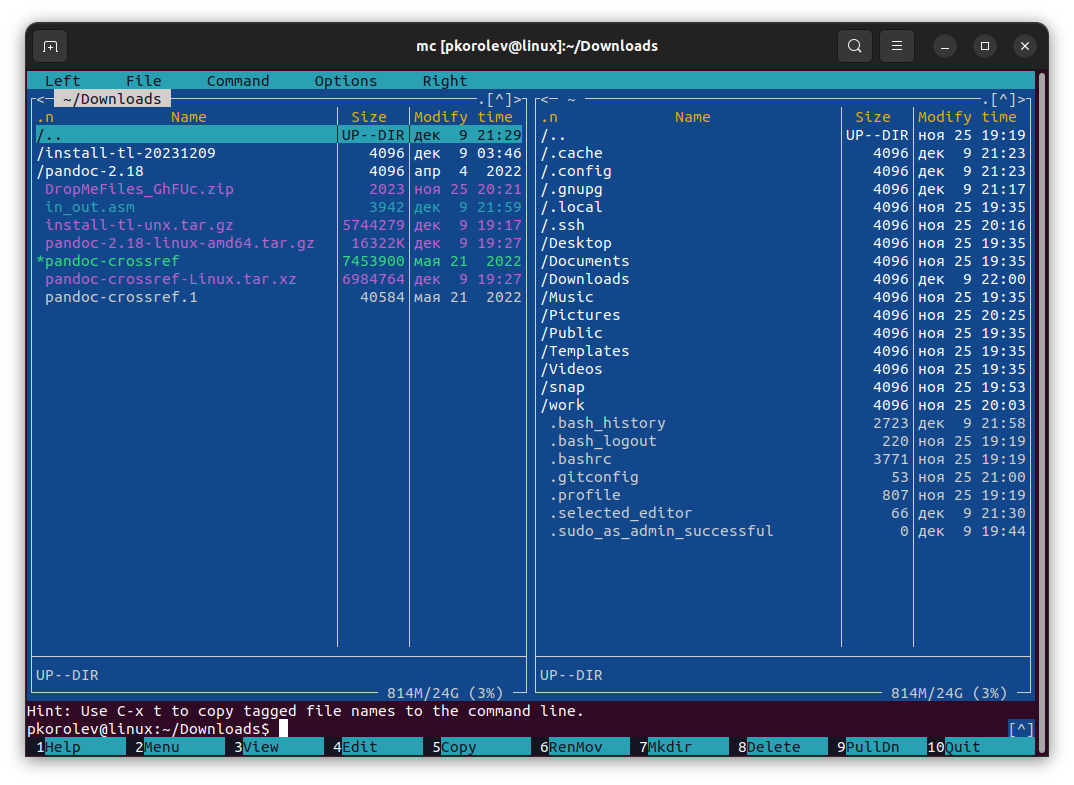 mc [pkorolev@linux]:~/Downloads
Left File Command Options Right
<─ ~/Downloads ─.[^]>
.n Name Size Modify time
/.. UP--DIR дек 9 21:29
/install-tl-20231209 4096 дек 9 03:46
/pandoc-2.18 4096 апр 4 2022
DropMeFiles_GhFUc.zip 2023 ноя 25 20:21
in_out.asm 3942 дек 9 21:59
install-tl-unx.tar.gz 5744279 дек 9 19:17
pandoc-2.18-linux-amd64.tar.gz 16322K дек 9 19:27
*pandoc-crossref 7453900 мая 21 2022
pandoc-crossref-Linux.tar.xz 6984764 дек 9 19:27
pandoc-crossref.1 40584 мая 21 2022
UP--DIR
814M/24G (3%)
<─ ~ ─.[^]>
.n Name Size Modify time
/.. UP--DIR ноя 25 19:19
/.cache 4096 дек 9 21:23
/.config 4096 дек 9 21:23
/.gnupg 4096 дек 9 21:17
/.local 4096 ноя 25 19:35
/.ssh 4096 ноя 25 20:16
/Desktop 4096 ноя 25 19:35
/Documents 4096 ноя 25 19:35
/Downloads 4096 дек 9 22:00
/Music 4096 ноя 25 19:35
/Pictures 4096 ноя 25 20:25
/Public 4096 ноя 25 19:35
/Templates 4096 ноя 25 19:35
/Videos 4096 ноя 25 19:35
/snap 4096 ноя 25 19:53
/work 4096 ноя 25 20:03
.bash_history 2723 дек 9 21:58
.bash_logout 220 ноя 25 19:19
.bashrc 3771 ноя 25 19:19
.gitconfig 53 ноя 25 21:00
.profile 807 ноя 25 19:19
.selected_editor 66 дек 9 21:30
.sudo_as_admin_successful 0 дек 9 19:44
UP--DIR
814M/24G (3%)
Hint: Use C-x t to copy tagged file names to the command line.
pkorolev@linux:~/Downloads$ [^]
1Help 2Menu 3View 4Edit 5Copy 6RenMov 7Mkdir 8Delete 9PullDn 10Quit